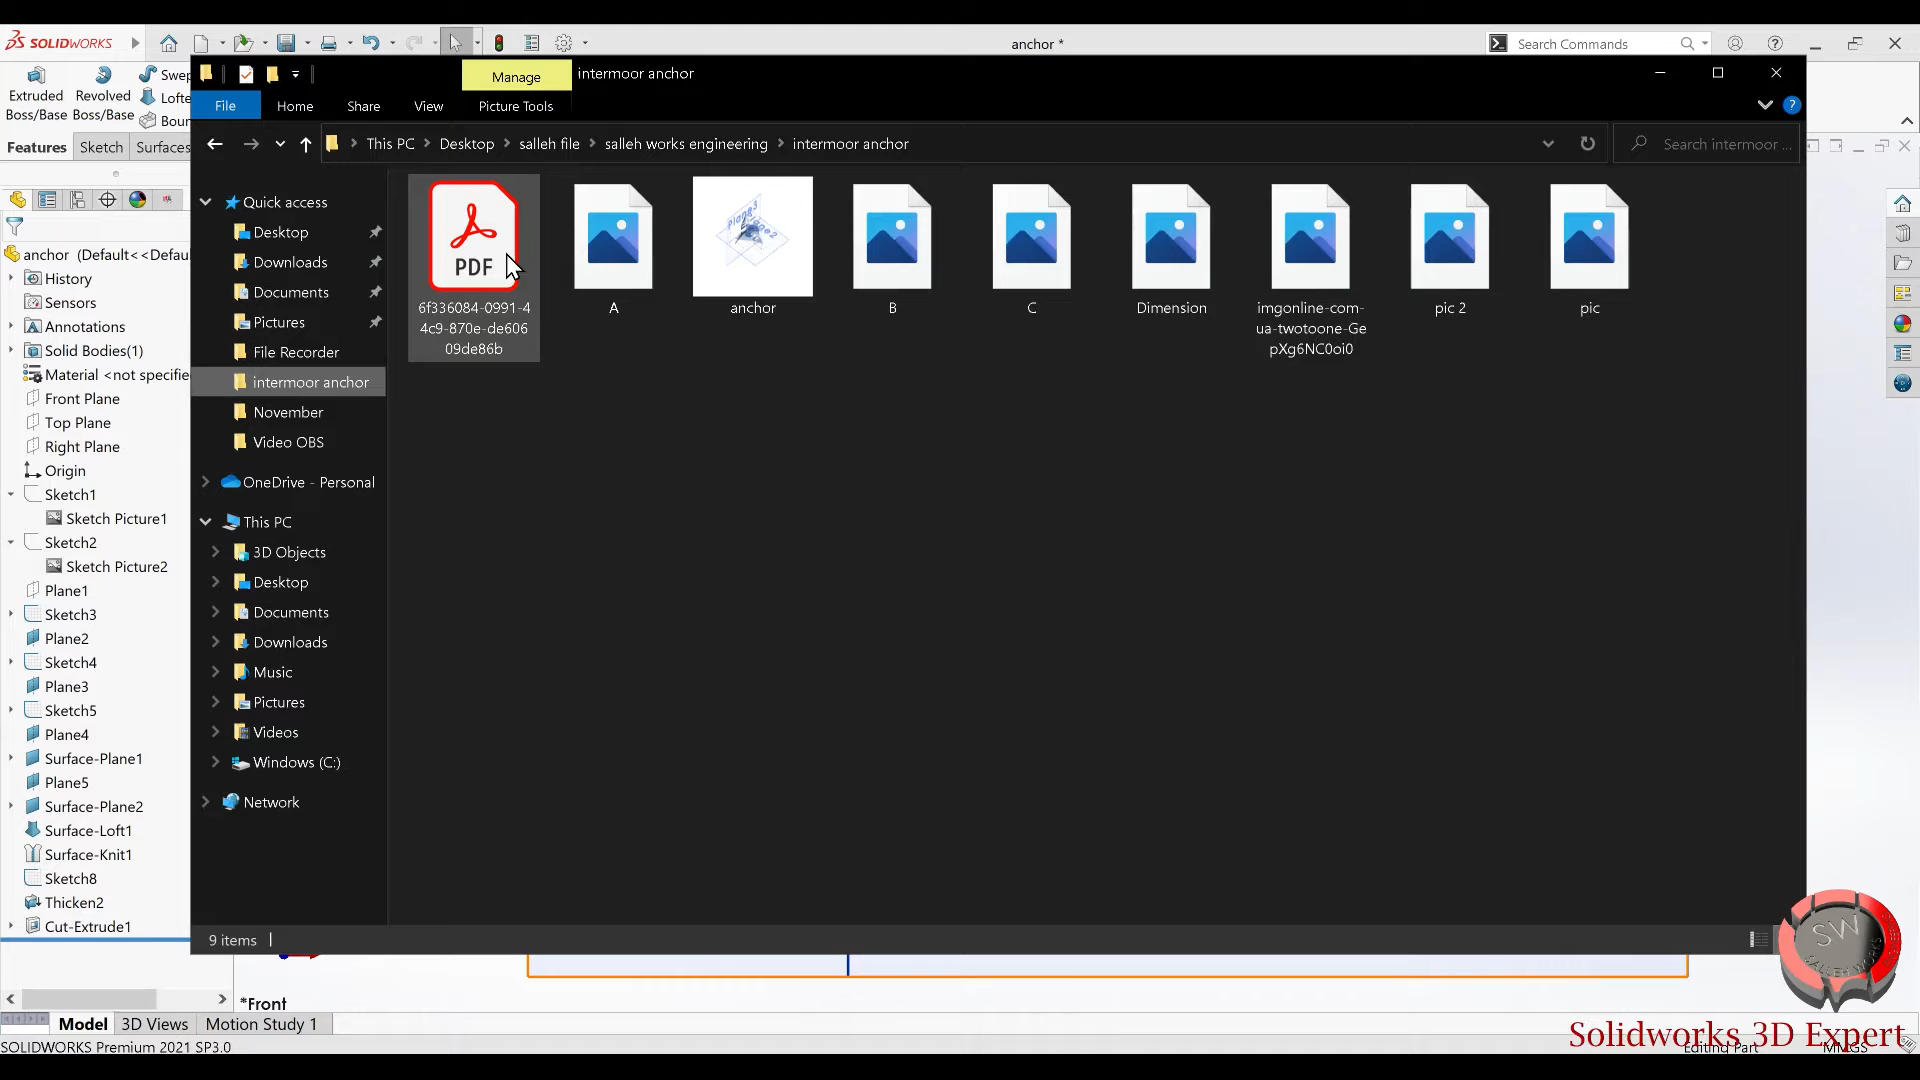 SOLIDWORKS
anchor *
Search Commands
Extruded
Boss/Base
Revolved
Boss/Base
Swep
Lofte
Boun
Features
Sketch
Surfaces
Manage
intermoor anchor
File
Home
Share
View
Picture Tools
This PC
Desktop
salleh file
salleh works engineering
intermoor anchor
Search intermoor ...
anchor (Default<<Defau
History
Sensors
Annotations
Solid Bodies(1)
Material <not specifie
Front Plane
Top Plane
Right Plane
Origin
Sketch1
Sketch Picture1
Sketch2
Sketch Picture2
Plane1
Sketch3
Plane2
Sketch4
Plane3
Sketch5
Plane4
Surface-Plane1
Plane5
Surface-Plane2
Surface-Loft1
Surface-Knit1
Sketch8
Thicken2
Cut-Extrude1
Quick access
Desktop
Downloads
Documents
Pictures
File Recorder
intermoor anchor
November
Video OBS
OneDrive - Personal
This PC
3D Objects
Desktop
Documents
Downloads
Music
Pictures
Videos
Windows (C:)
Network
PDF
6f336084-0991-4
4c9-870e-de606
09de86b
A
anchor
B
C
Dimension
imgonline-com-
ua-twotoone-Ge
pXg6NC0oi0
pic 2
pic
9 items
*Front
Model
3D Views
Motion Study 1
SOLIDWORKS Premium 2021 SP3.0
SW
SALLEH WORKS
Solidworks 3D Expert
Editing Part
MMGS